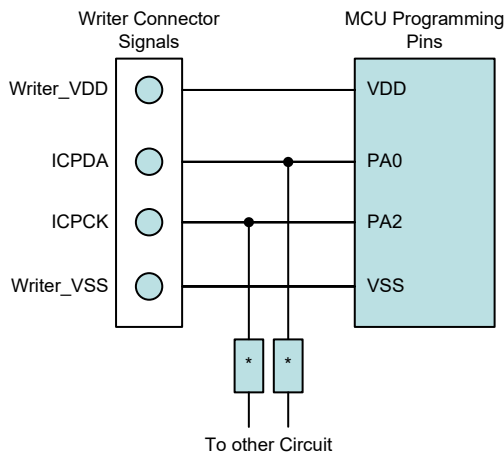 Writer Connector
Signals
MCU Programming
Pins
Writer_VDD
VDD
ICPDA
PA0
ICPCK
PA2
Writer_VSS
VSS
* *
To other Circuit